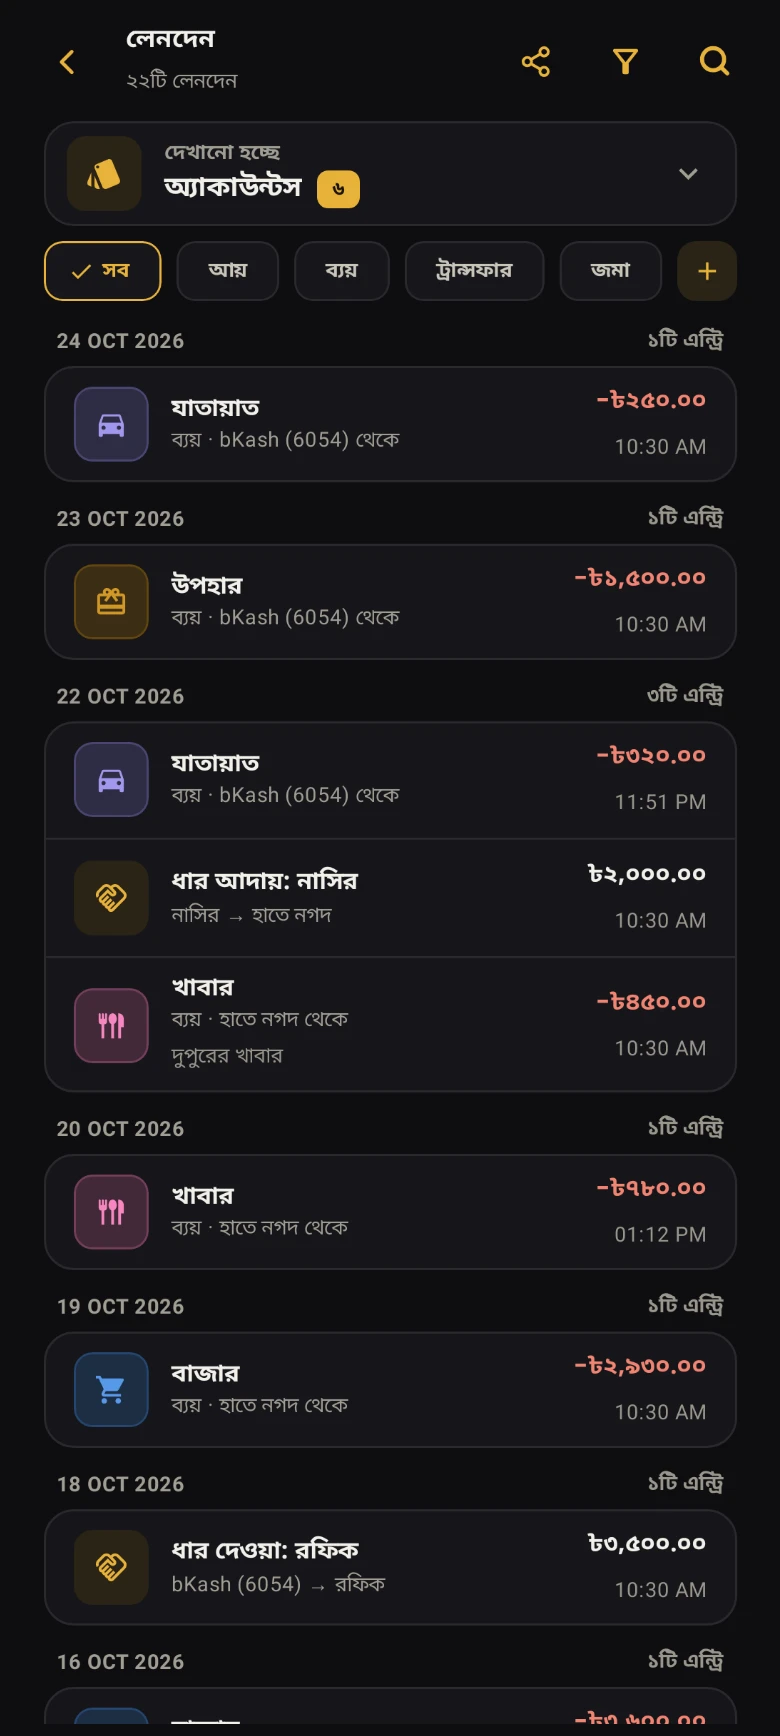 লেনদেন
২২টি লেনদেন
দেখানো হচ্ছে
অ্যাকাউন্টস ৬
সব আয় ব্যয় ট্রান্সফার জমা
24 OCT 2026 ১টি এন্ট্রি
যাতায়াত -৳২৫০.০০
ব্যয় · bKash (6054) থেকে 10:30 AM
23 OCT 2026 ১টি এন্ট্রি
উপহার -৳১,৫০০.০০
ব্যয় · bKash (6054) থেকে 10:30 AM
22 OCT 2026 ৩টি এন্ট্রি
যাতায়াত -৳৩২০.০০
ব্যয় · bKash (6054) থেকে 11:51 PM
ধার আদায়: নাসির ৳২,০০০.০০
নাসির → হাতে নগদ 10:30 AM
খাবার -৳৪৫০.০০
ব্যয় · হাতে নগদ থেকে 10:30 AM
দুপুরের খাবার
20 OCT 2026 ১টি এন্ট্রি
খাবার -৳৭৮০.০০
ব্যয় · হাতে নগদ থেকে 01:12 PM
19 OCT 2026 ১টি এন্ট্রি
বাজার -৳২,৯৩০.০০
ব্যয় · হাতে নগদ থেকে 10:30 AM
18 OCT 2026 ১টি এন্ট্রি
ধার দেওয়া: রফিক ৳৩,৫০০.০০
bKash (6054) → রফিক 10:30 AM
16 OCT 2026 ১টি এন্ট্রি